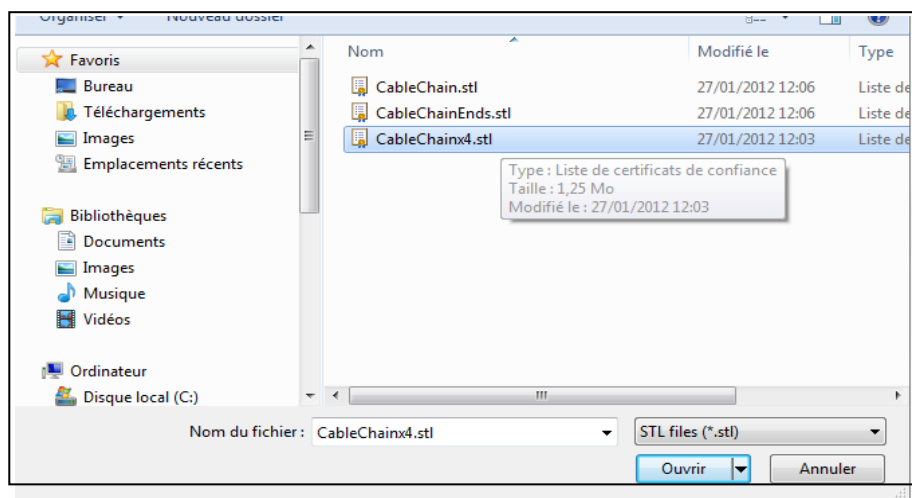 Organiser Nouveau dossier
Favoris
Bureau
Téléchargements
Images
Emplacements récents
Bibliothèques
Documents
Images
Musique
Vidéos
Ordinateur
Disque local (C:)
Nom Modifié le Type
CableChain.stl 27/01/2012 12:06 Liste de
CableChainEnds.stl 27/01/2012 12:06 Liste de
CableChainx4.stl 27/01/2012 12:03 Liste de
Type : Liste de certificats de confiance
Taille : 1,25 Mo
Modifié le : 27/01/2012 12:03
Nom du fichier : CableChainx4.stl STL files (*.stl)
Ouvrir Annuler